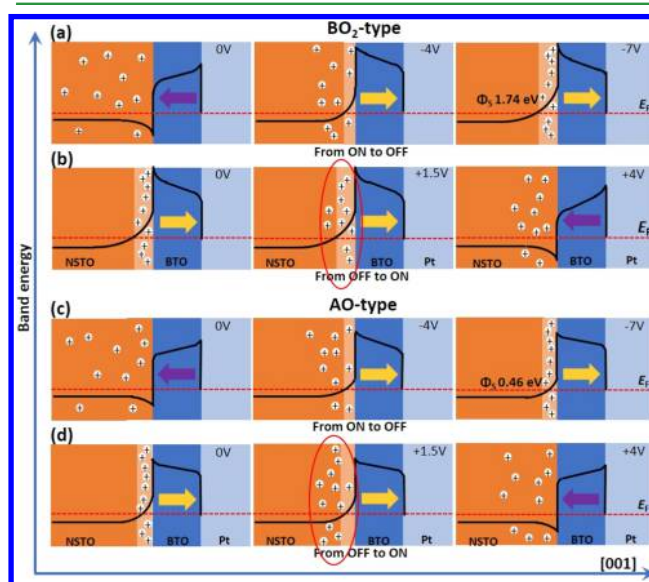 BO₂-type
(a)
0V
-4V
-7V
Φs 1.74 eV
EF
From ON to OFF
(b)
0V
+1.5V
+4V
EF
NSTO BTO Pt
NSTO BTO Pt
NSTO BTO Pt
From OFF to ON
AO-type
(c)
0V
-4V
-7V
Φs 0.46 eV
EF
From ON to OFF
(d)
0V
+1.5V
+4V
EF
NSTO BTO Pt
NSTO BTO Pt
NSTO BTO Pt
From OFF to ON
Band energy
[001]